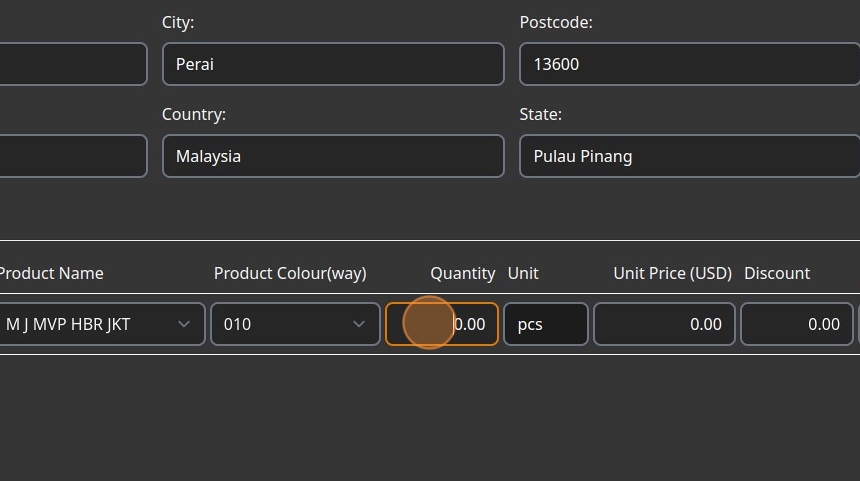 City: Postcode:
Perai 13600
Country: State:
Malaysia Pulau Pinang
Product Name Product Colour(way) Quantity Unit Unit Price (USD) Discount
M J MVP HBR JKT 010 0.00 pcs 0.00 0.00